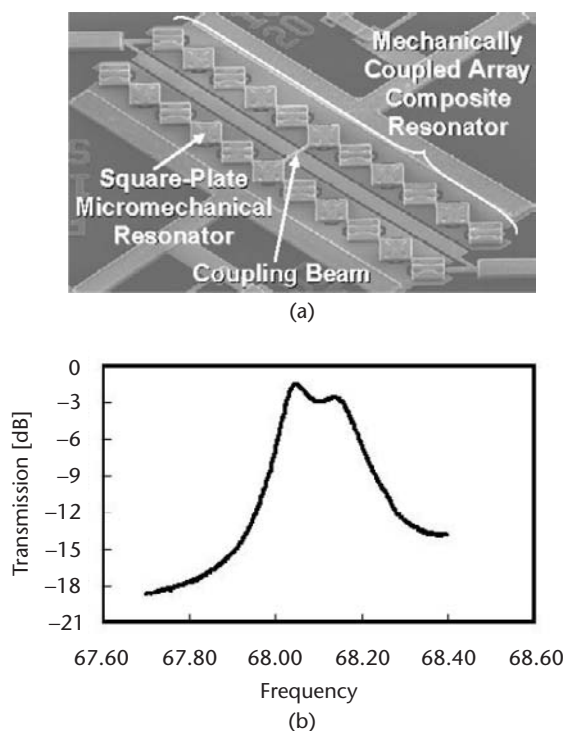 Mechanically
Coupled Array
Composite
Resonator
Square-Plate
Micromechanical
Resonator
Coupling Beam
(a)
Transmission [dB]
0
–3
–6
–9
–12
–15
–18
–21
67.60 67.80 68.00 68.20 68.40 68.60
Frequency
(b)